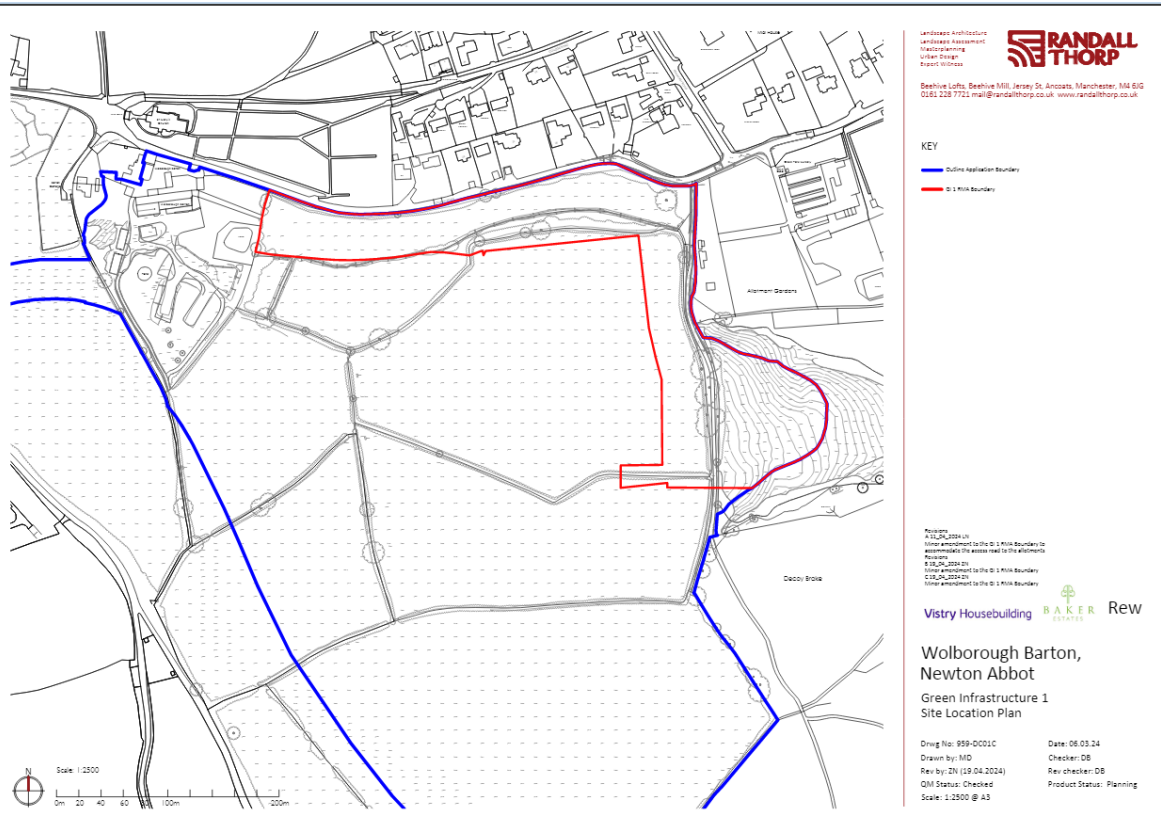 Landscape Architecture
Landscape Assessment
Masterplanning
Urban Design
Expert Witness
RANDALL
THORP
Beehive Lofts, Beehive Mill, Jersey St, Ancoats, Manchester, M4 6JG
0161 228 7721 mail@randallthorp.co.uk www.randallthorp.co.uk
KEY
Outline Application Boundary
GI 1 RMA Boundary
Allotment Gardens
Decoy Brake
Revisions
A 11_04_2024 LN
Minor amendment to the GI 1 RMA Boundary to
accommodate the access road to the allotments
Revisions
B 18_04_2024 ZN
Minor amendment to the GI 1 RMA Boundary
C 19_04_2024 ZN
Minor amendment to the GI 1 RMA Boundary
Vistry Housebuilding
BAKER
ESTATES
Rew
Wolborough Barton,
Newton Abbot
Green Infrastructure 1
Site Location Plan
Drwg No: 959-DC01C
Date: 06.03.24
Drawn by: MD
Checker: DB
Rev by: ZN (19.04.2024)
Rev checker: DB
QM Status: Checked
Product Status: Planning
Scale: 1:2500 @ A3
N
Scale: 1:2500
0m 20 40 60 80 100m 200m